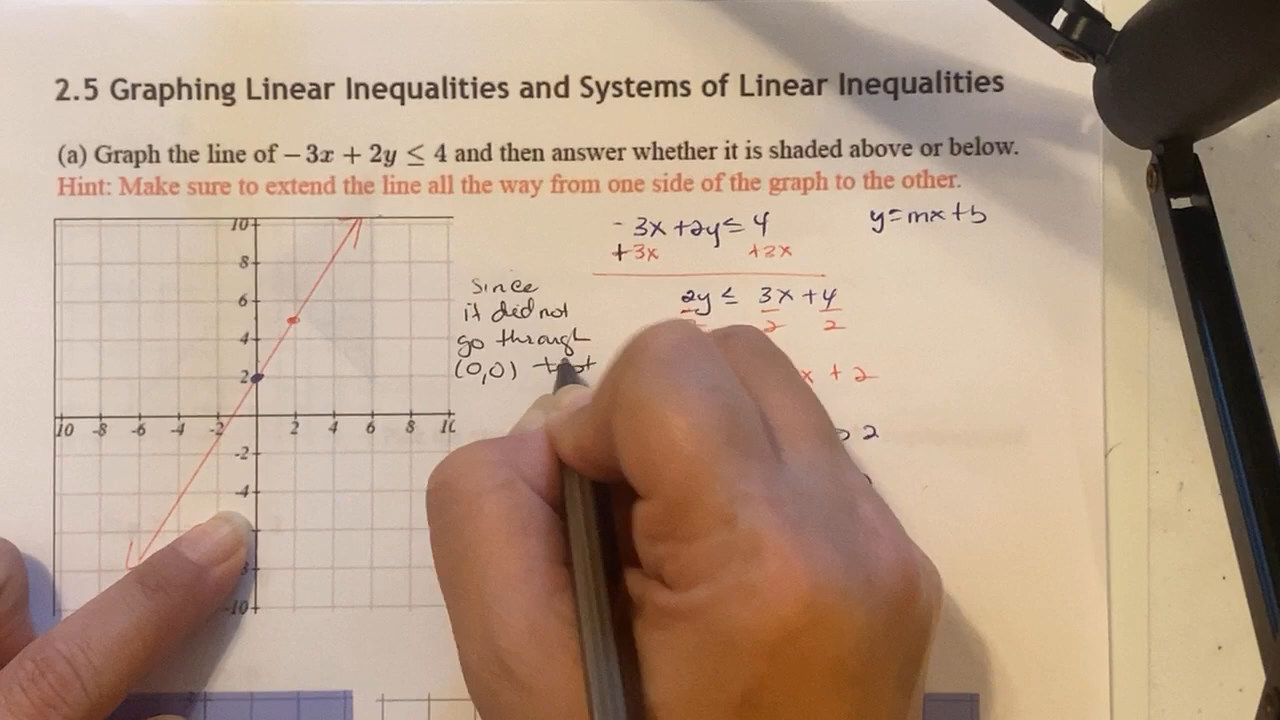 2.5 Graphing Linear Inequalities and Systems of Linear Inequalities
(a) Graph the line of − 3x + 2y ≤ 4 and then answer whether it is shaded above or below.
Hint: Make sure to extend the line all the way from one side of the graph to the other.
- 3x + 2y ≤ 4
y = mx + b
+3x +3x
2y ≤ 3x + 4
2 2
x + 2
2
Since
it did not
go through
(0,0)
10
8
6
4
2
10 -8 -6 -4 -2 2 4 6 8
-2
-4
-10